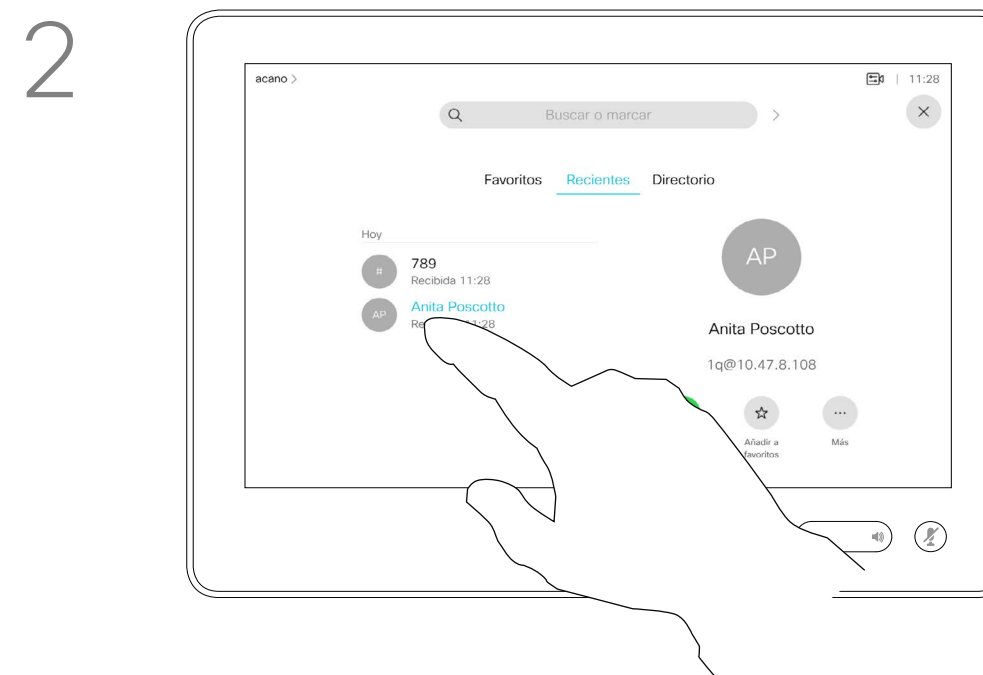 2
acano >
11:28
Buscar o marcar
Favoritos Recientes Directorio
Hoy
#
789
Recibida 11:28
AP
Anita Poscotto
11:28
AP
Anita Poscotto
1q@10.47.8.108
Añadir a
favoritos
Más